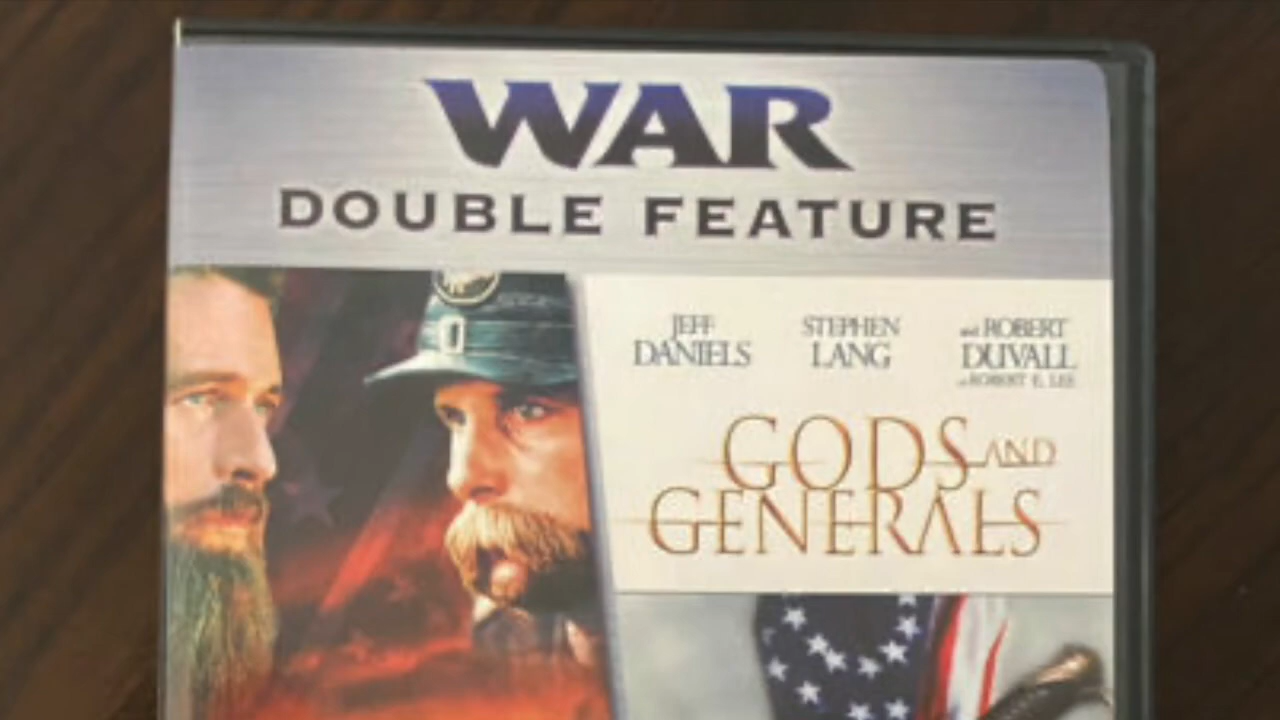 WAR
DOUBLE FEATURE
JEFF
DANIELS
STEPHEN
LANG
and ROBERT
DUVALL
as ROBERT E. LEE
GODS AND
GENERALS